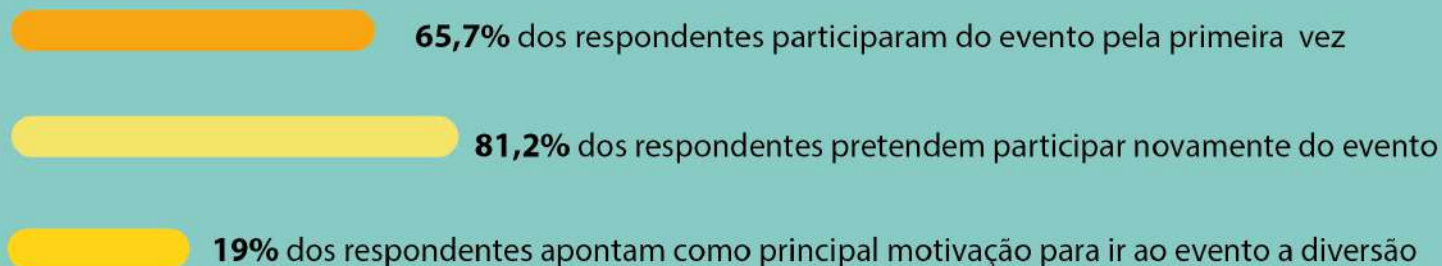 65,7% dos respondentes participaram do evento pela primeira vez
81,2% dos respondentes pretendem participar novamente do evento
19% dos respondentes apontam como principal motivação para ir ao evento a diversão